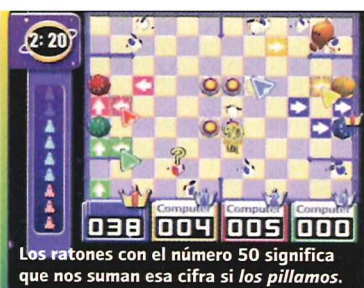 2:20
?
Computer Computer Computer
038 004 005 000
Los ratones con el número 50 significa
que nos suman esa cifra si los pillamos.